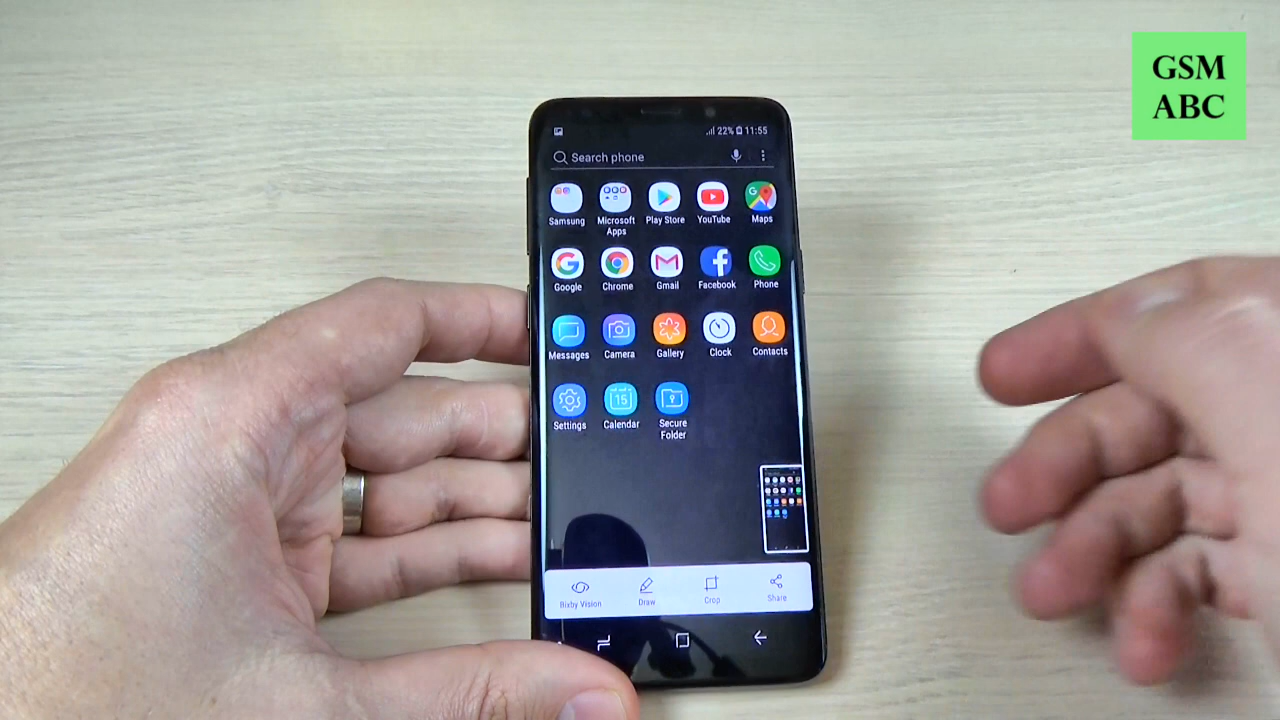 GSM
ABC
22% 11:55
Search phone
Samsung
Microsoft
Apps
Play Store
YouTube
Maps
Google
Chrome
Gmail
Facebook
Phone
Messages
Camera
Gallery
Clock
Contacts
Settings
15
Calendar
Secure
Folder
Bixby Vision
Draw
Crop
Share